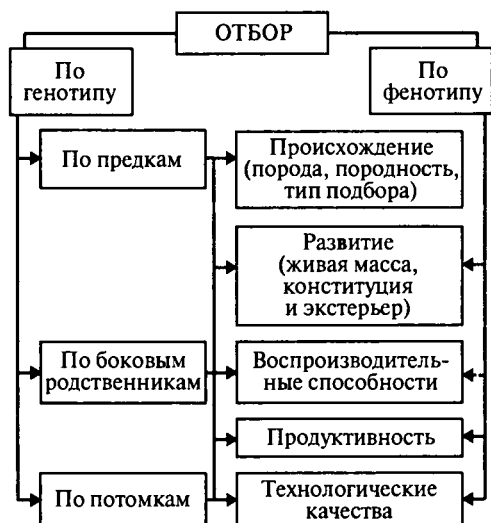 ОТБОР
По
генотипу
По
фенотипу
По предкам
Происхождение
(порода, породность,
тип подбора)
Развитие
(живая масса,
конституция
и экстерьер)
По боковым
родственникам
Воспроизводитель-
ные способности
Продуктивность
По потомкам
Технологические
качества